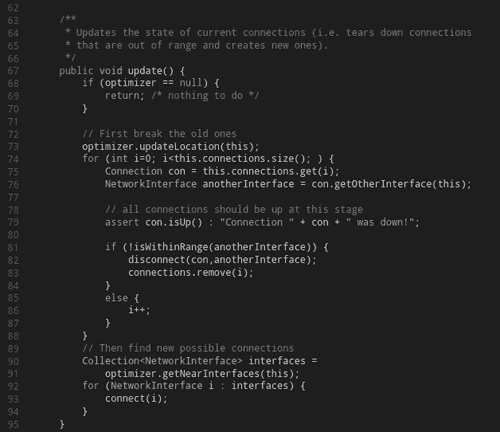 62
63 /**
64 * Updates the state of current connections (i.e. tears down connections
65 * that are out of range and creates new ones).
66 */
67 public void update() {
68 if (optimizer == null) {
69 return; /* nothing to do */
70 }
71
72 // First break the old ones
73 optimizer.updateLocation(this);
74 for (int i=0; i<this.connections.size(); ) {
75 Connection con = this.connections.get(i);
76 NetworkInterface anotherInterface = con.getOtherInterface(this);
77
78 // all connections should be up at this stage
79 assert con.isUp() : "Connection " + con + " was down!";
80
81 if (!isWithinRange(anotherInterface)) {
82 disconnect(con,anotherInterface);
83 connections.remove(i);
84 }
85 else {
86 i++;
87 }
88 }
89 // Then find new possible connections
90 Collection<NetworkInterface> interfaces =
91 optimizer.getNearInterfaces(this);
92 for (NetworkInterface i : interfaces) {
93 connect(i);
94 }
95 }